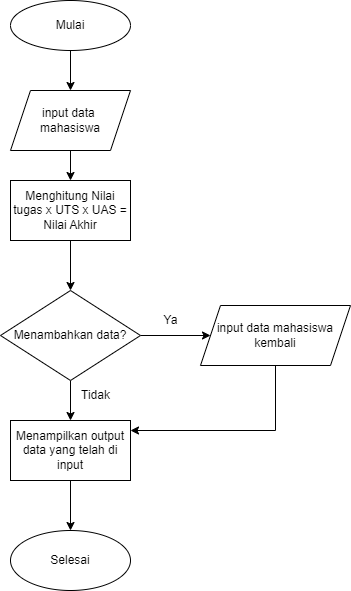 Mulai
input data
mahasiswa
Menghitung Nilai
tugas x UTS x UAS =
Nilai Akhir
Menambahkan data?
Ya
input data mahasiswa
kembali
Tidak
Menampilkan output
data yang telah di
input
Selesai